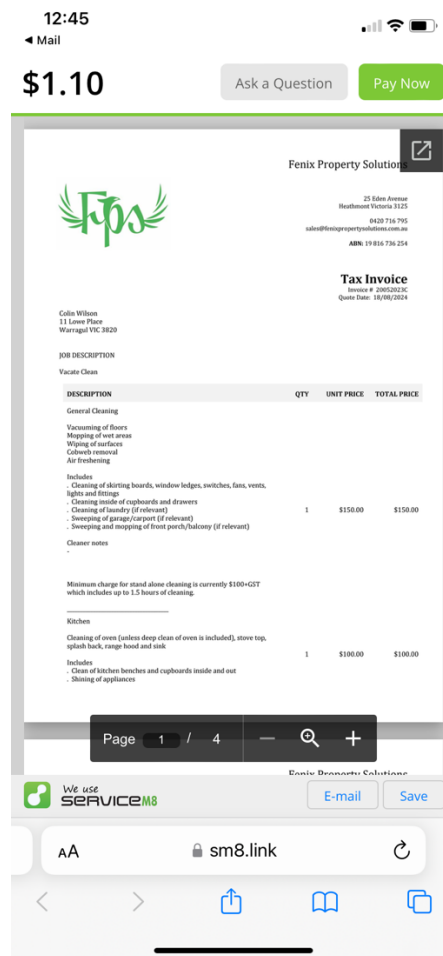 12:45
◀ Mail
$1.10
Ask a Question
Pay Now
Fenix Property Solutions
Fps
25 Eden Avenue
Heathmont Victoria 3125
0420 716 795
sales@fenixpropertysolutions.com.au
ABN: 19 816 736 254
Tax Invoice
Invoice # 20052023C
Quote Date: 18/08/2024
Colin Wilson
11 Lowe Place
Warragul VIC 3820
JOB DESCRIPTION
Vacate Clean
DESCRIPTION QTY UNIT PRICE TOTAL PRICE
General Cleaning
Vacuuming of floors
Mopping of wet areas
Wiping of surfaces
Cobweb removal
Air freshening
Includes
. Cleaning of skirting boards, window ledges, switches, fans, vents,
lights and fittings
. Cleaning inside of cupboards and drawers
. Cleaning of laundry (if relevant) 1 $150.00 $150.00
. Sweeping of garage/carport (if relevant)
. Sweeping and mopping of front porch/balcony (if relevant)
Cleaner notes
.
Minimum charge for stand alone cleaning is currently $100+GST
which includes up to 1.5 hours of cleaning.
Kitchen
Cleaning of oven (unless deep clean of oven is included), stove top,
splash back, range hood and sink
1 $100.00 $100.00
Includes
. Clean of kitchen benches and cupboards inside and out
. Shining of appliances
Page 1 / 4
Fenix Property Solutions
We use
SERVICEM8
E-mail
Save
AA
sm8.link